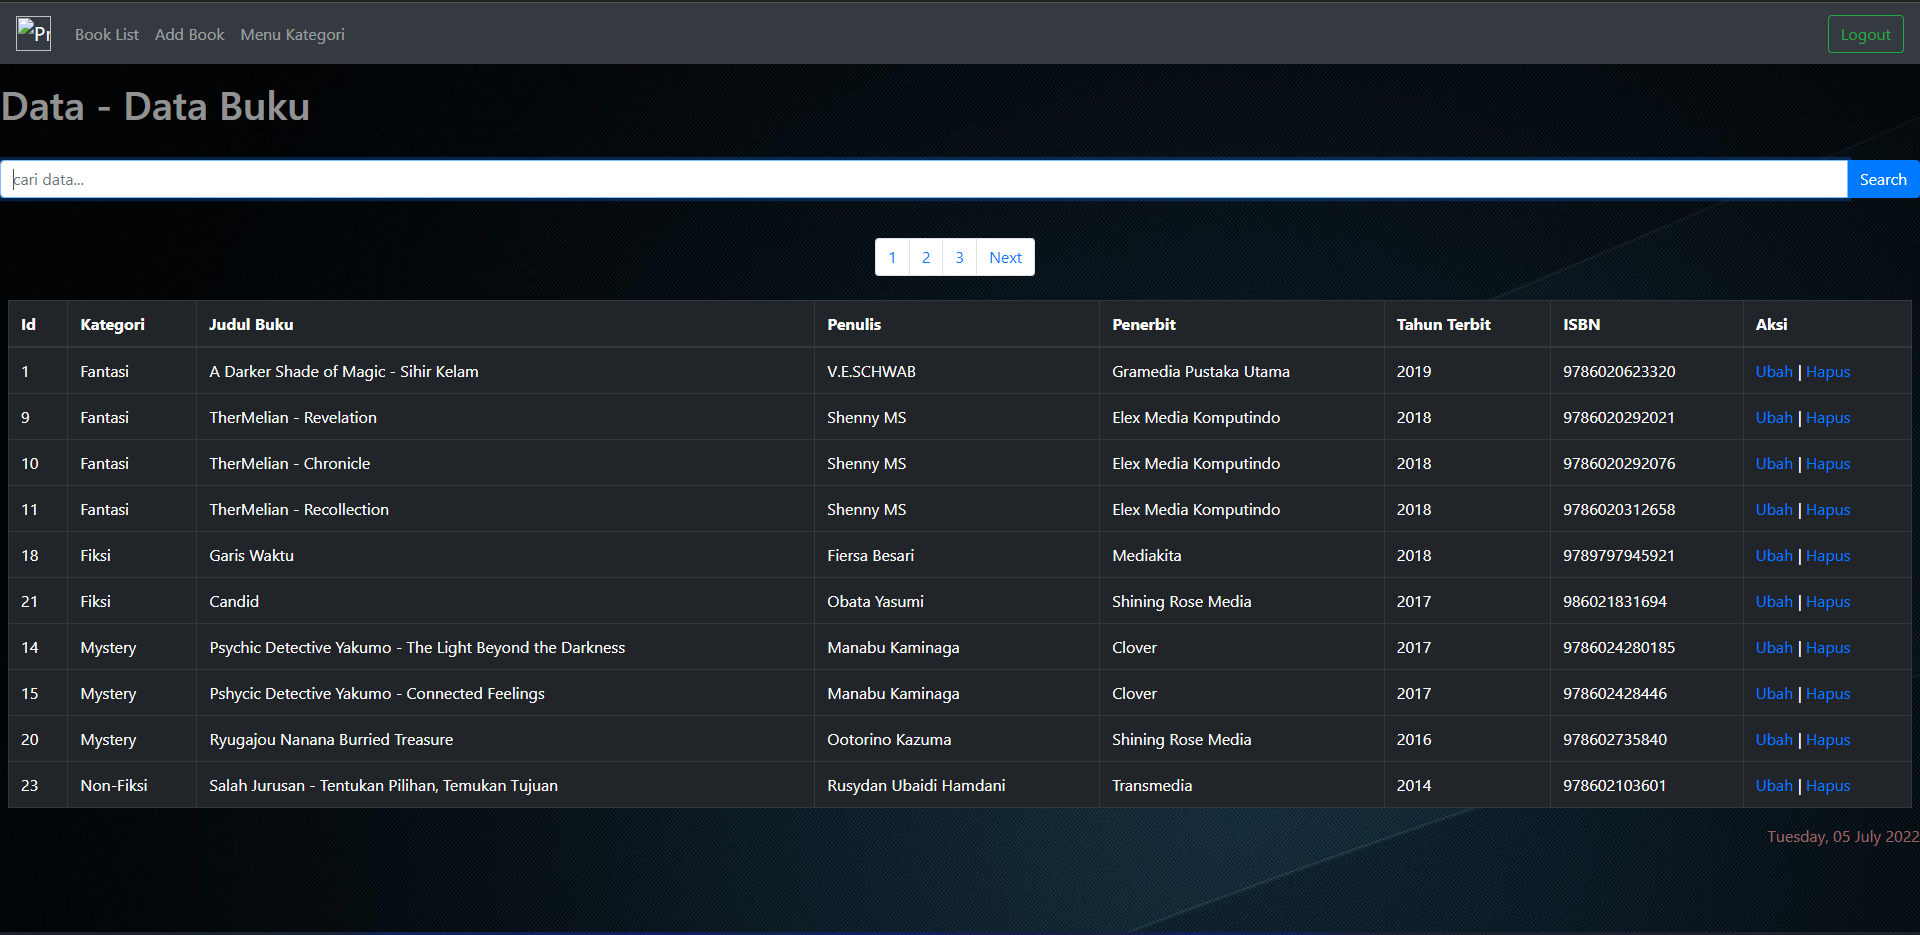 Pr Book List Add Book Menu Kategori Logout
Data - Data Buku
cari data... Search
1 2 3 Next
Id Kategori Judul Buku Penulis Penerbit Tahun Terbit ISBN Aksi
1 Fantasi A Darker Shade of Magic - Sihir Kelam V.E.SCHWAB Gramedia Pustaka Utama 2019 9786020623320 Ubah | Hapus
9 Fantasi TherMelian - Revelation Shenny MS Elex Media Komputindo 2018 9786020292021 Ubah | Hapus
10 Fantasi TherMelian - Chronicle Shenny MS Elex Media Komputindo 2018 9786020292076 Ubah | Hapus
11 Fantasi TherMelian - Recollection Shenny MS Elex Media Komputindo 2018 9786020312658 Ubah | Hapus
18 Fiksi Garis Waktu Fiersa Besari Mediakita 2018 9789797945921 Ubah | Hapus
21 Fiksi Candid Obata Yasumi Shining Rose Media 2017 986021831694 Ubah | Hapus
14 Mystery Psychic Detective Yakumo - The Light Beyond the Darkness Manabu Kaminaga Clover 2017 9786024280185 Ubah | Hapus
15 Mystery Pshycic Detective Yakumo - Connected Feelings Manabu Kaminaga Clover 2017 978602428446 Ubah | Hapus
20 Mystery Ryugajou Nanana Burried Treasure Ootorino Kazuma Shining Rose Media 2016 978602735840 Ubah | Hapus
23 Non-Fiksi Salah Jurusan - Tentukan Pilihan, Temukan Tujuan Rusydan Ubaidi Hamdani Transmedia 2014 978602103601 Ubah | Hapus
Tuesday, 05 July 2022